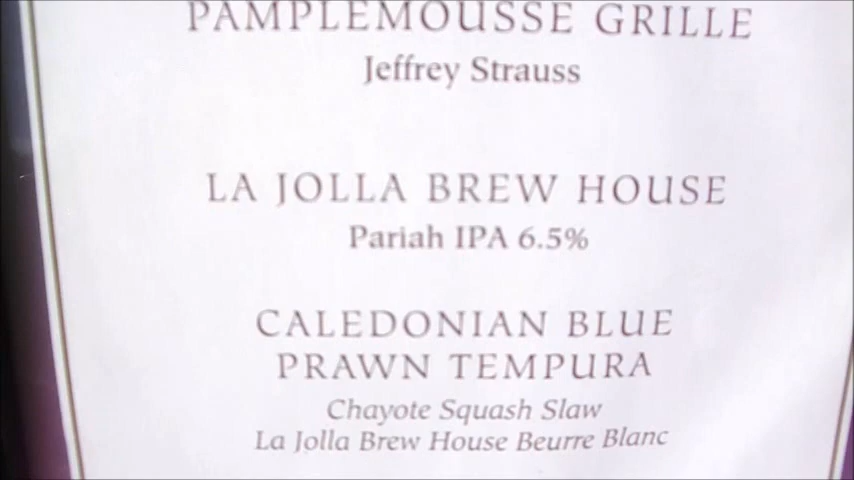 PAMPLEMOUSSE GRILLE
Jeffrey Strauss
LA JOLLA BREW HOUSE
Pariah IPA 6.5%
CALEDONIAN BLUE
PRAWN TEMPURA
Chayote Squash Slaw
La Jolla Brew House Beurre Blanc